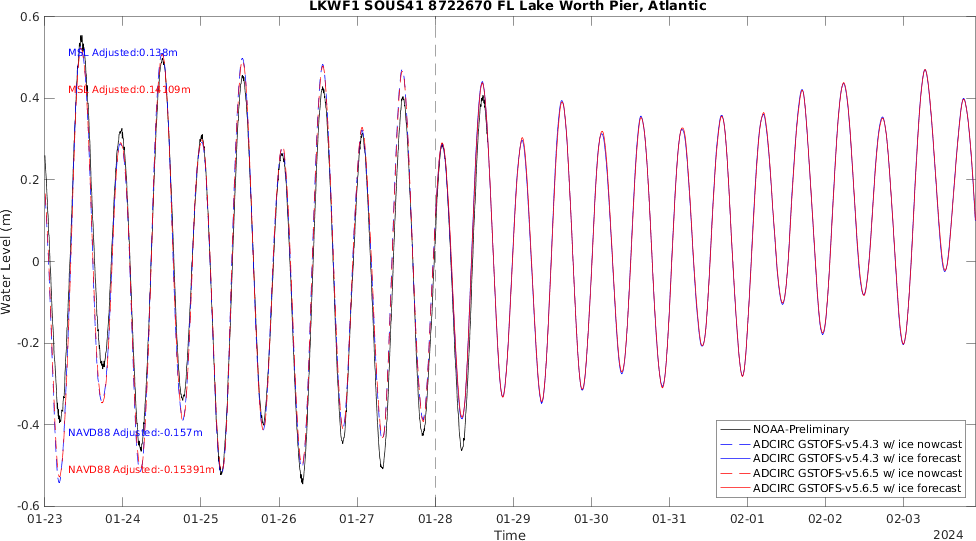 LKWF1 SOUS41 8722670 FL Lake Worth Pier, Atlantic
0.6
0.4
0.2
0
-0.2
-0.4
-0.6
Water Level (m)
MSL Adjusted:0.138m
MSL Adjusted:0.14109m
NAVD88 Adjusted:-0.157m
NAVD88 Adjusted:-0.15391m
NOAA-Preliminary
ADCIRC GSTOFS-v5.4.3 w/ ice nowcast
ADCIRC GSTOFS-v5.4.3 w/ ice forecast
ADCIRC GSTOFS-v5.6.5 w/ ice nowcast
ADCIRC GSTOFS-v5.6.5 w/ ice forecast
01-23 01-24 01-25 01-26 01-27 01-28 01-29 01-30 01-31 02-01 02-02 02-03
Time
2024